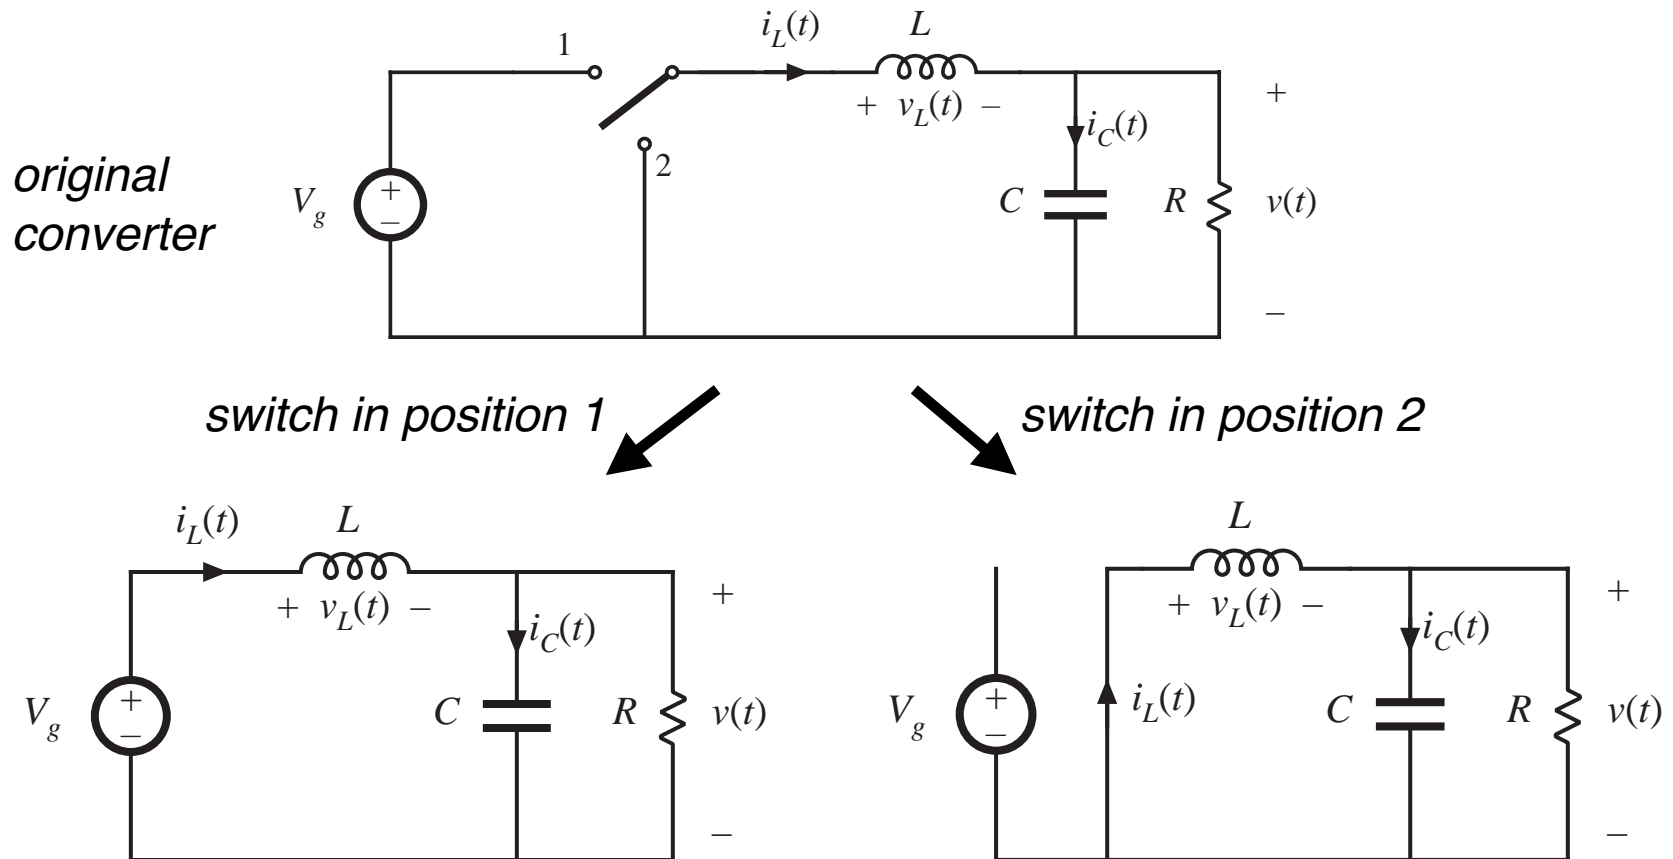 i_L(t) L
1
+ v_L(t) –
+
i_C(t)
2
original
converter
V_g
+
–
C
R
v(t)
–
switch in position 1
switch in position 2
i_L(t) L
+ v_L(t) –
+
i_C(t)
V_g
+
–
C
R
v(t)
–
L
+ v_L(t) –
+
i_C(t)
V_g
+
–
i_L(t)
C
R
v(t)
–